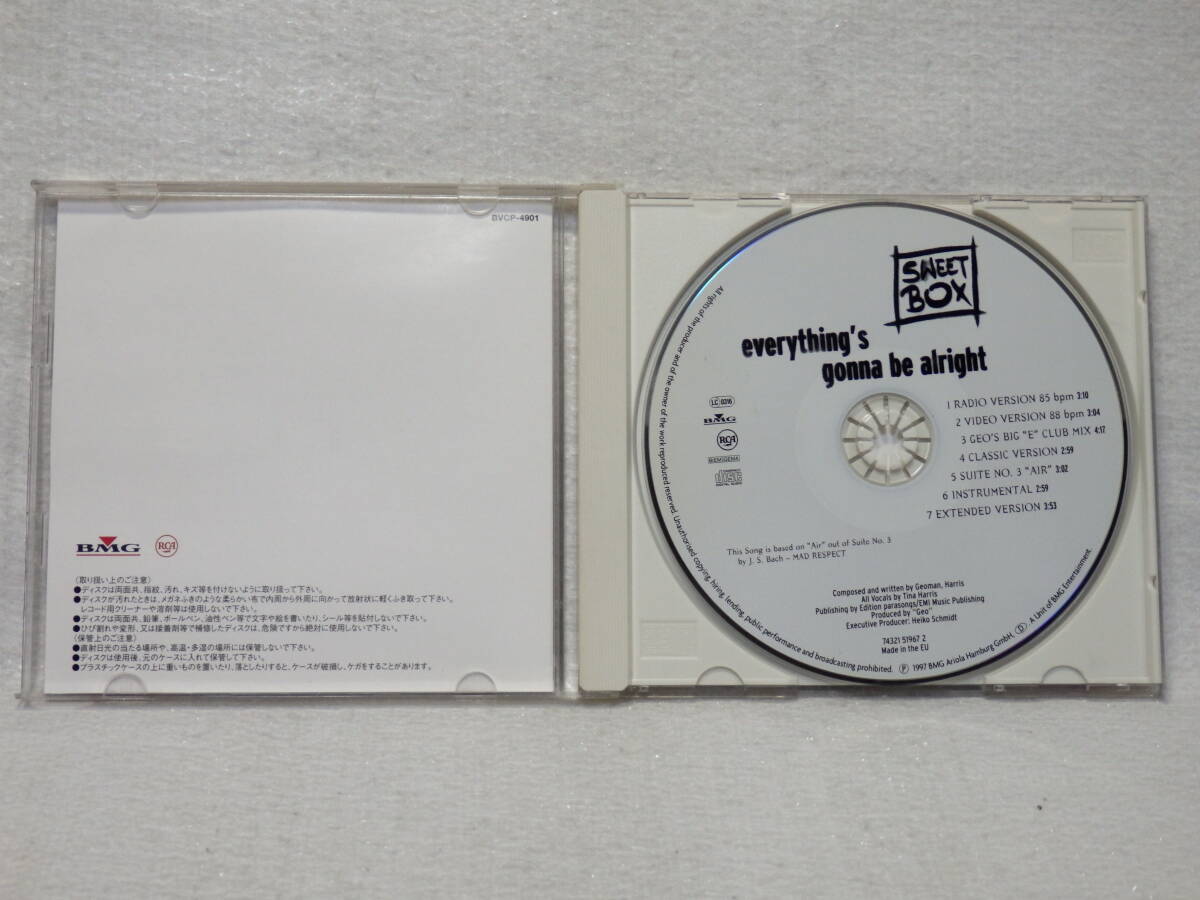 BVCP-4901
BMG RCA
〈取り扱い上のご注意〉
●ディスクは両面共、指紋、汚れ、キズ等を付けないように取り扱って下さい。
●ディスクが汚れたときは、メガネふきのような柔らかい布で内周から外周に向かって放射状に軽くふき取って下さい。
レコード用クリーナーや溶剤等は使用しないで下さい。
●ディスクは両面共、鉛筆、ボールペン、油性ペン等で文字や絵を書いたり、シール等を貼付しないで下さい。
●ひび割れや変形、又は接着剤等で補修したディスクは、危険ですから絶対に使用しないで下さい。
〈保管上のご注意〉
●直射日光の当たる場所や、高温・多湿の場所には保管しないで下さい。
●ディスクは使用後、元のケースに入れて保管して下さい。
●プラスチックケースの上に重いものを置いたり、落としたりすると、ケースが破損し、ケガをすることがあります。
SWEET
BOX
everything's
gonna be alright
LC 0316
BMG
RCA
BIEM/GEMA
COMPACT
disc
DIGITAL AUDIO
1 RADIO VERSION 85 bpm 3:10
2 VIDEO VERSION 88 bpm 3:04
3 GEO'S BIG "E" CLUB MIX 4:17
4 CLASSIC VERSION 2:59
5 SUITE NO. 3 "AIR" 3:02
6 INSTRUMENTAL 2:59
7 EXTENDED VERSION 3:53
This Song is based on "Air" out of Suite No. 3
by J. S. Bach – MAD RESPECT
Composed and written by Geoman, Harris
All Vocals by Tina Harris
Publishing by Edition parasongs/EMI Music Publishing
Produced by "Geo"
Executive Producer: Heiko Schmidt
74321 51967 2
Made in the EU
All rights of the producer and of the owner of the work reproduced reserved. Unauthorised copying, hiring, lending, public performance and broadcasting prohibited. ℗ 1997 BMG Ariola Hamburg GmbH, Ⓓ. A Unit of BMG Entertainment.